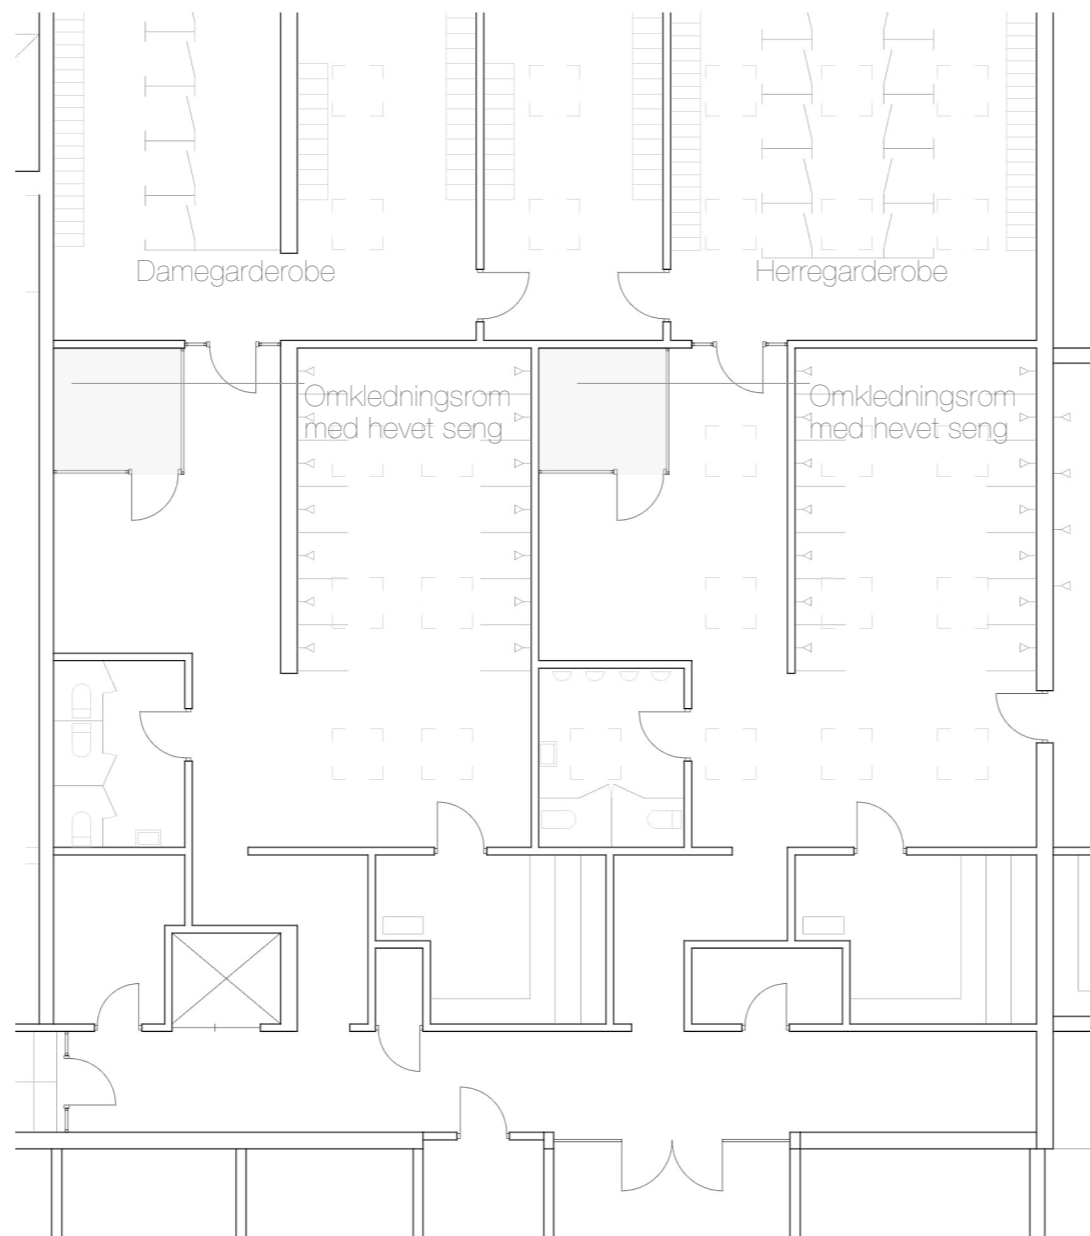 Damegarderobe
Herregarderobe
Omkledningsrom
med hevet seng
Omkledningsrom
med hevet seng